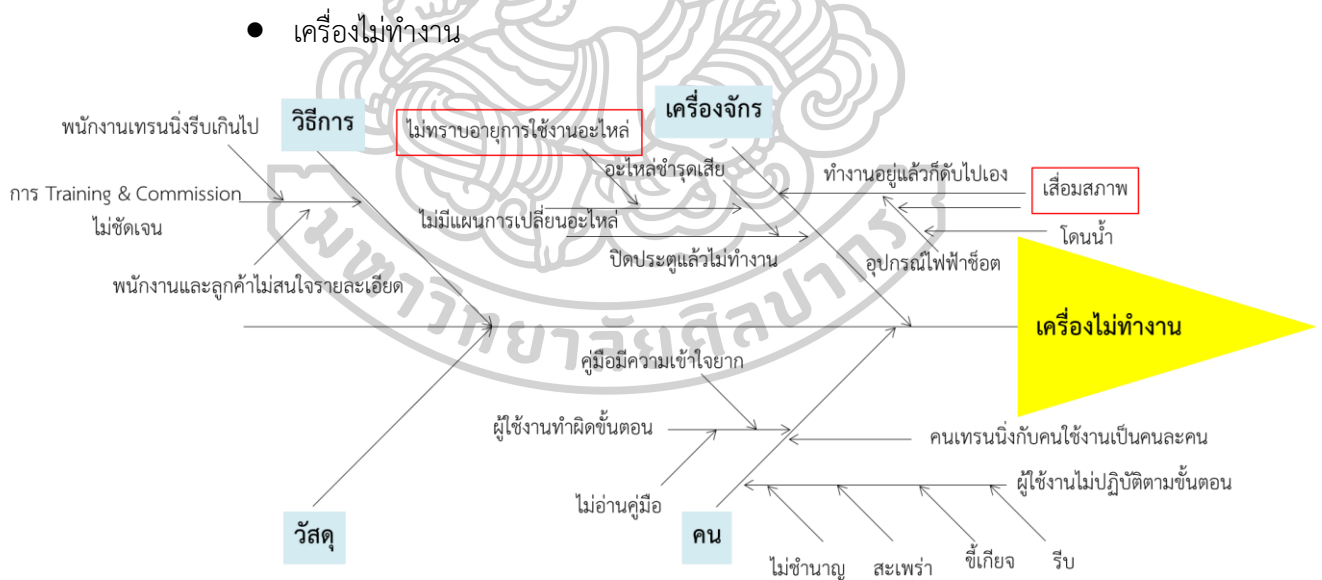 ● เครื่องไม่ทำงาน
วิธีการ
เครื่องจักร
พนักงานเทรนนิ่งรีบเกินไป
ไม่ทราบอายุการใช้งานอะไหล่
อะไหล่ชำรุดเสีย
ทำงานอยู่แล้วก็ดับไปเอง
เสื่อมสภาพ
การ Training & Commission
ไม่ชัดเจน
ไม่มีแผนการเปลี่ยนอะไหล่
โดนน้ำ
ปิดประตูแล้วไม่ทำงาน
อุปกรณ์ไฟฟ้าช็อต
พนักงานและลูกค้าไม่สนใจรายละเอียด
เครื่องไม่ทำงาน
มหาวิทยาลัยศิลปากร
คู่มือมีความเข้าใจยาก
ผู้ใช้งานทำผิดขั้นตอน
คนเทรนนิ่งกับคนใช้งานเป็นคนละคน
ผู้ใช้งานไม่ปฏิบัติตามขั้นตอน
ไม่อ่านคู่มือ
วัสดุ
คน
ไม่ชำนาญ
สะเพร่า
ขี้เกียจ
รีบ